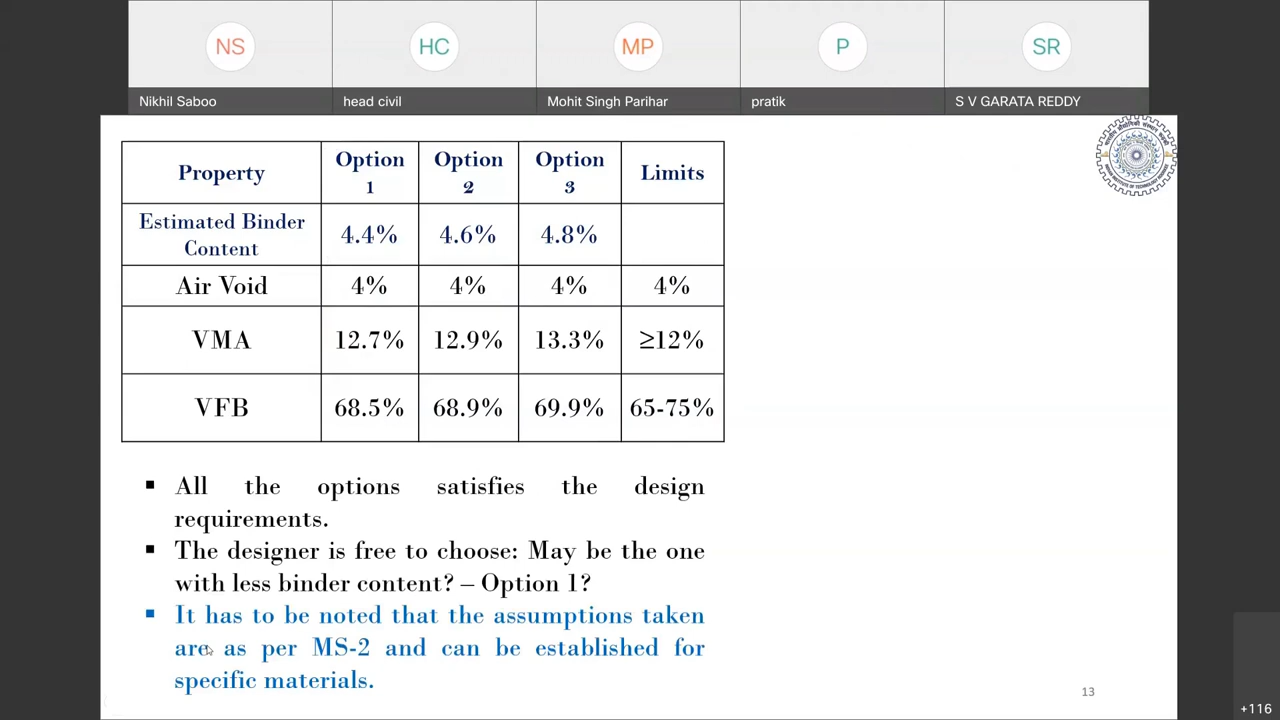 NS
HC
MP
P
SR
Nikhil Saboo
head civil
Mohit Singh Parihar
pratik
S V GARATA REDDY
Property Option 1 Option 2 Option 3 Limits
Estimated Binder Content 4.4% 4.6% 4.8%
Air Void 4% 4% 4% 4%
VMA 12.7% 12.9% 13.3% ≥12%
VFB 68.5% 68.9% 69.9% 65-75%
▪ All the options satisfies the design
requirements.
▪ The designer is free to choose: May be the one
with less binder content? – Option 1?
▪ It has to be noted that the assumptions taken
are as per MS-2 and can be established for
specific materials.
13
+116